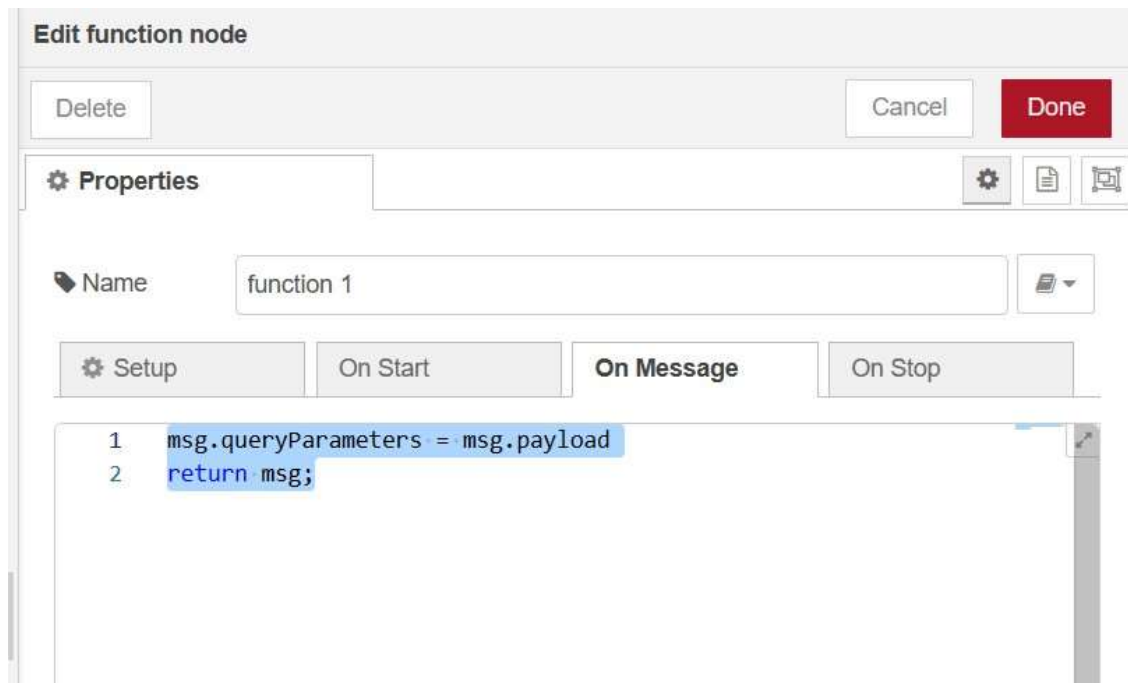 Edit function node
Delete Cancel Done
Properties
Name function 1
Setup On Start On Message On Stop
1 msg.queryParameters = msg.payload
2 return msg;